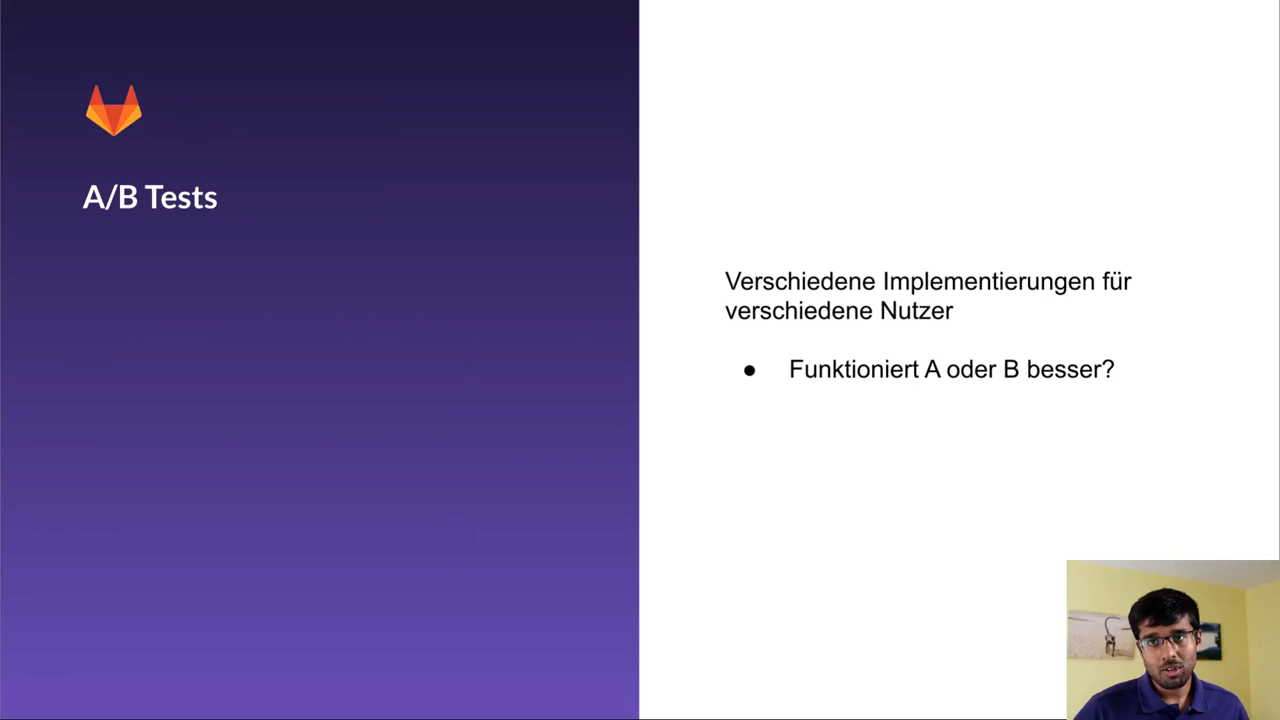 A/B Tests
Verschiedene Implementierungen für
verschiedene Nutzer
● Funktioniert A oder B besser?